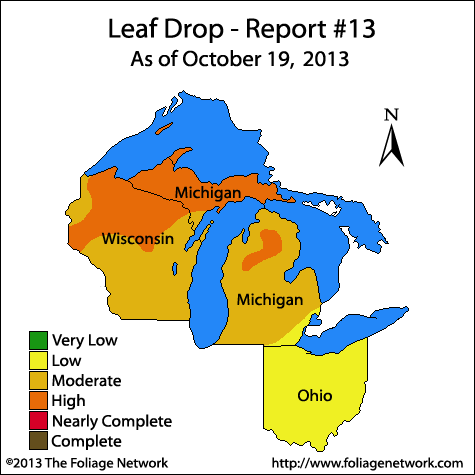 Leaf Drop - Report #13
As of October 19, 2013
N
Michigan
Wisconsin
Michigan
Ohio
Very Low
Low
Moderate
High
Nearly Complete
Complete
©2013 The Foliage Network
http://www.foliagenetwork.com